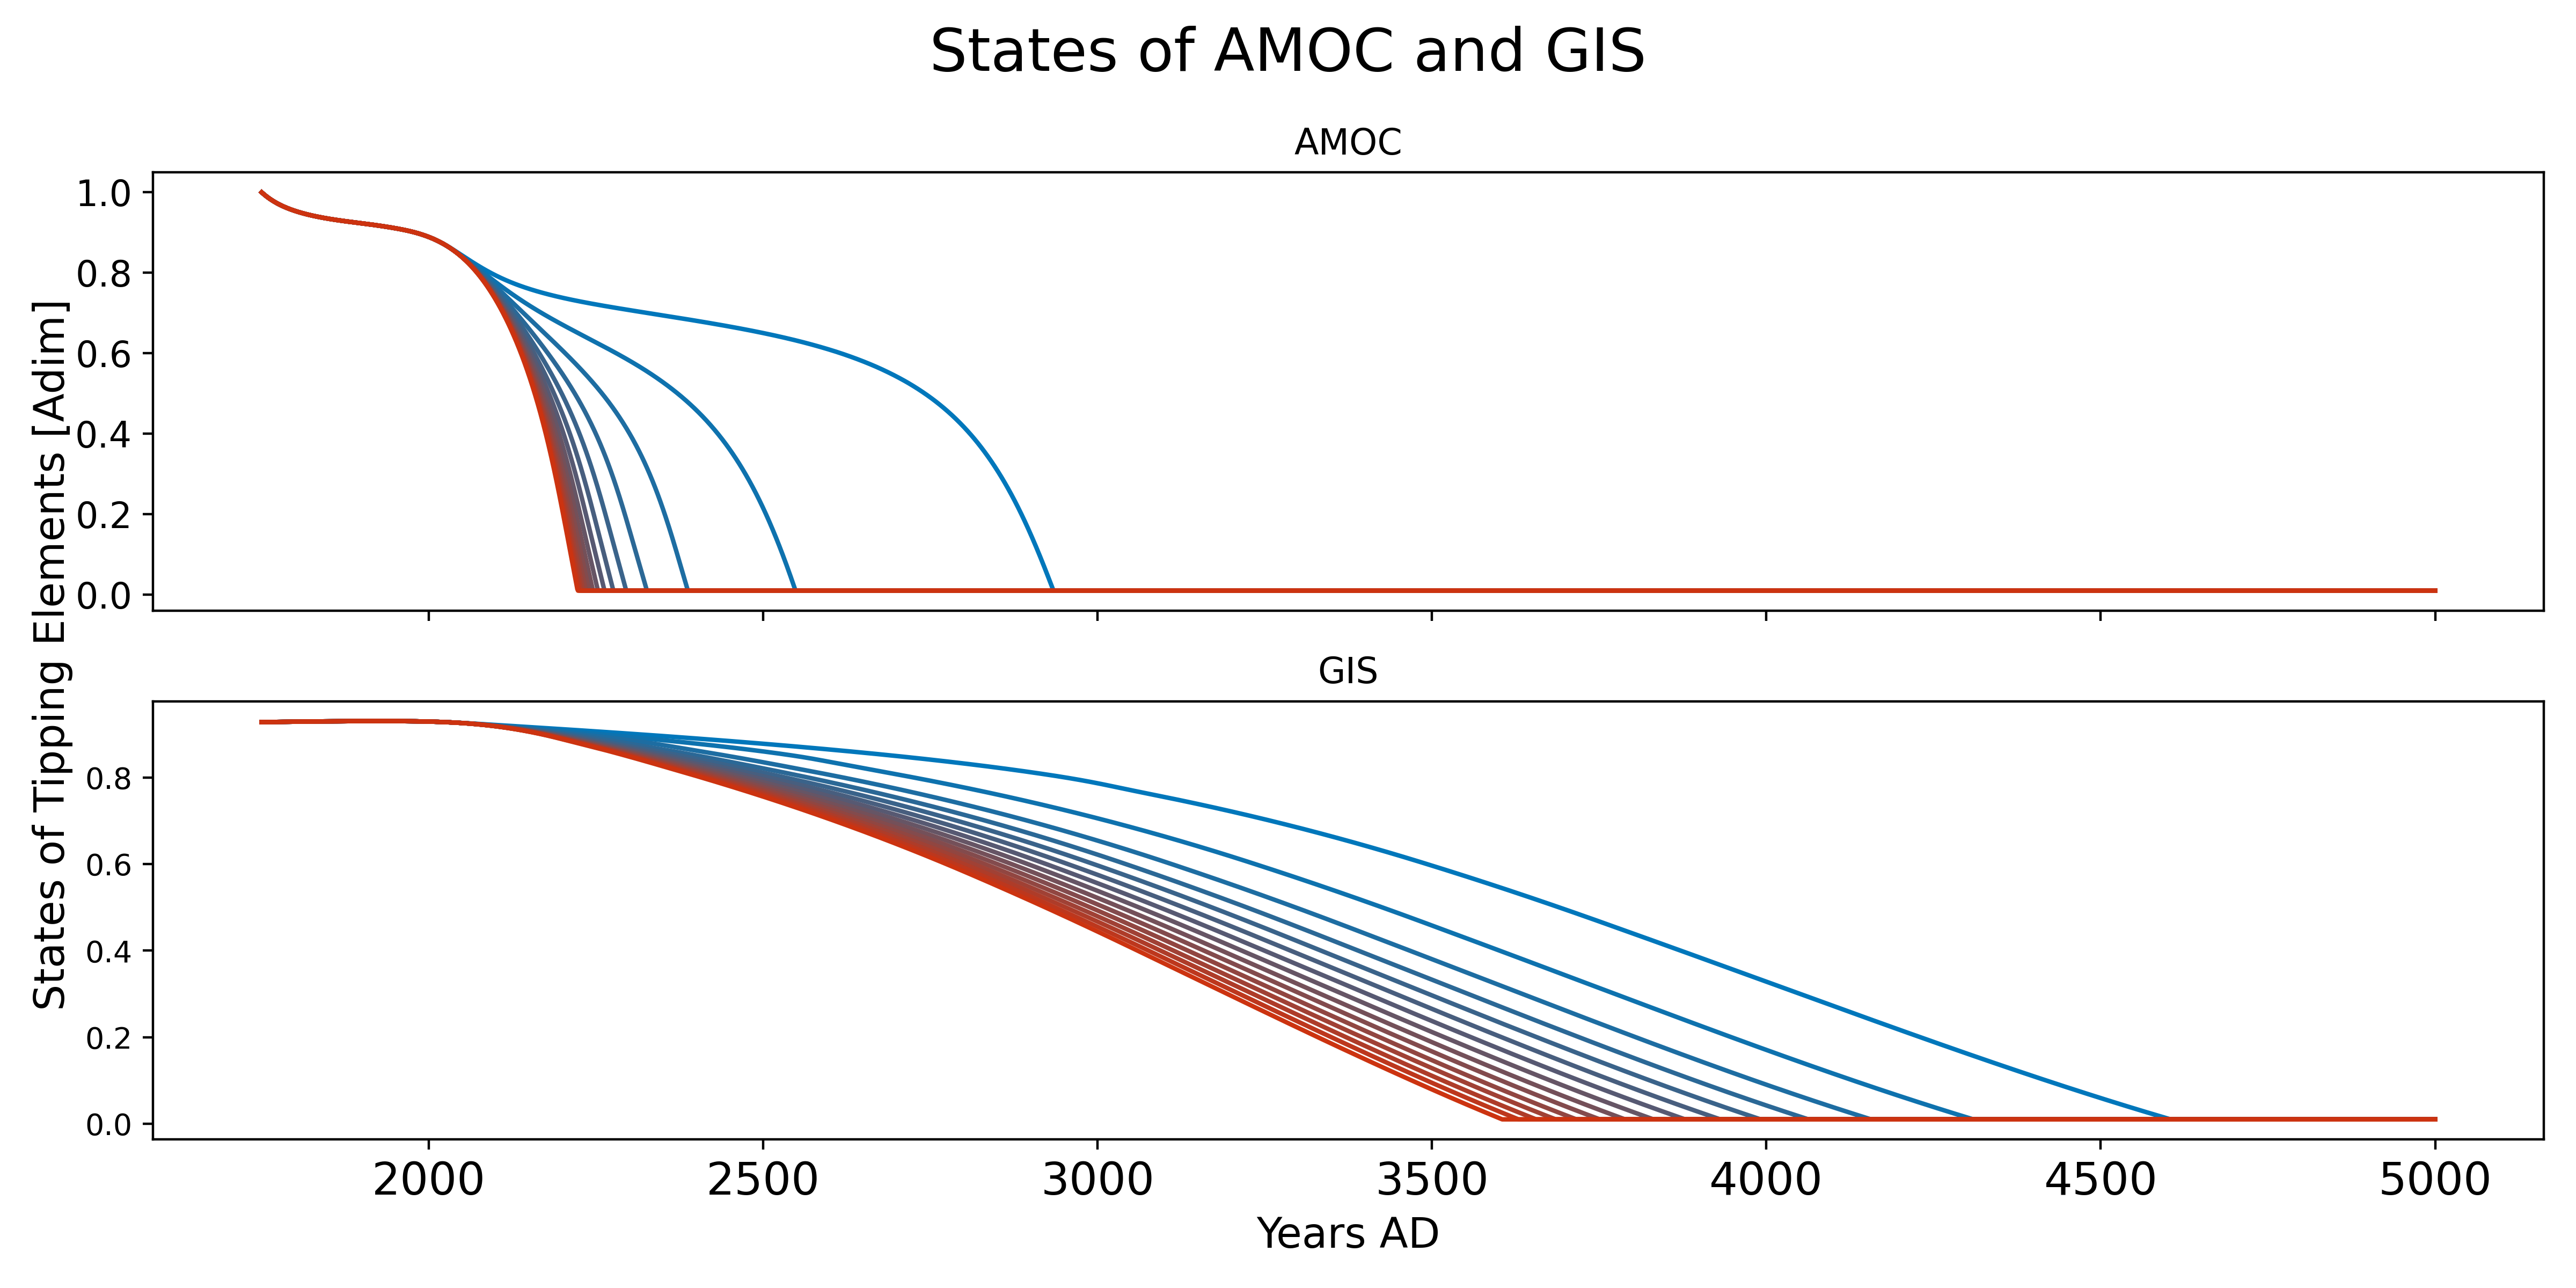 States of AMOC and GIS
AMOC
States of Tipping Elements [Adim]
1.0
0.8
0.6
0.4
0.2
0.0
GIS
0.8
0.6
0.4
0.2
0.0
2000 2500 3000 3500 4000 4500 5000
Years AD